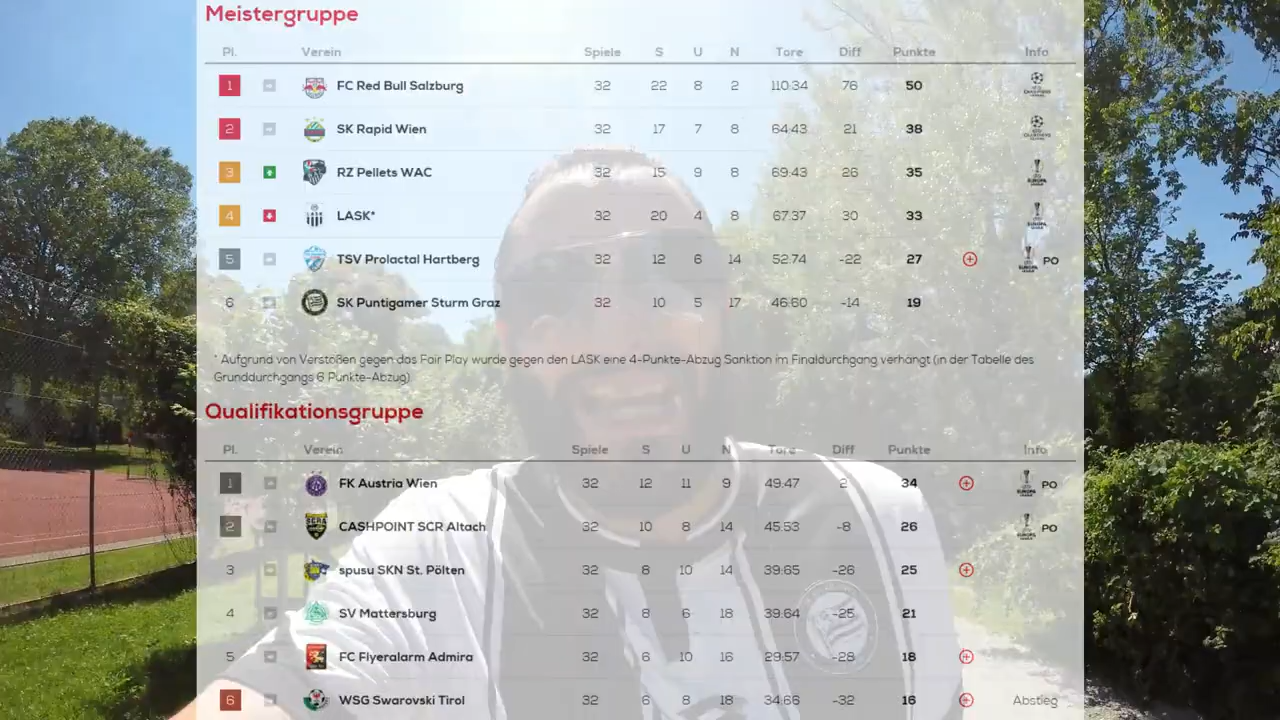 Meistergruppe
Pl. Verein Spiele S U N Tore Diff Punkte Info
1 FC Red Bull Salzburg 32 22 8 2 110:34 76 50
2 SK Rapid Wien 32 17 7 8 64:43 21 38
3 RZ Pellets WAC 32 15 9 8 69:43 26 35
4 LASK* 32 20 4 8 67:37 30 33
5 TSV Prolactal Hartberg 32 12 6 14 52:74 -22 27 PO
6 SK Puntigamer Sturm Graz 32 10 5 17 46:60 -14 19
* Aufgrund von Verstößen gegen das Fair Play wurde gegen den LASK eine 4-Punkte-Abzug Sanktion im Finaldurchgang verhängt (in der Tabelle des
Grunddurchgangs 6 Punkte-Abzug).
Qualifikationsgruppe
Pl. Verein Spiele S U N Tore Diff Punkte Info
1 FK Austria Wien 32 12 11 9 49:47 2 34 PO
2 CASHPOINT SCR Altach 32 10 8 14 45:53 -8 26 PO
3 spusu SKN St. Pölten 32 8 10 14 39:65 -26 25
4 SV Mattersburg 32 8 6 18 39:64 -25 21
5 FC Flyeralarm Admira 32 6 10 16 29:57 -28 18
6 WSG Swarovski Tirol 32 6 8 18 34:66 -32 16 Abstieg